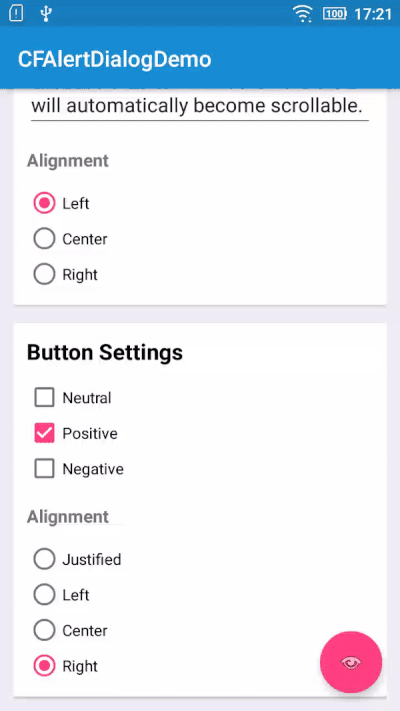 100 17:21
CFAlertDialogDemo
will automatically become scrollable.
Alignment
Left
Center
Right
Button Settings
Neutral
Positive
Negative
Alignment
Justified
Left
Center
Right